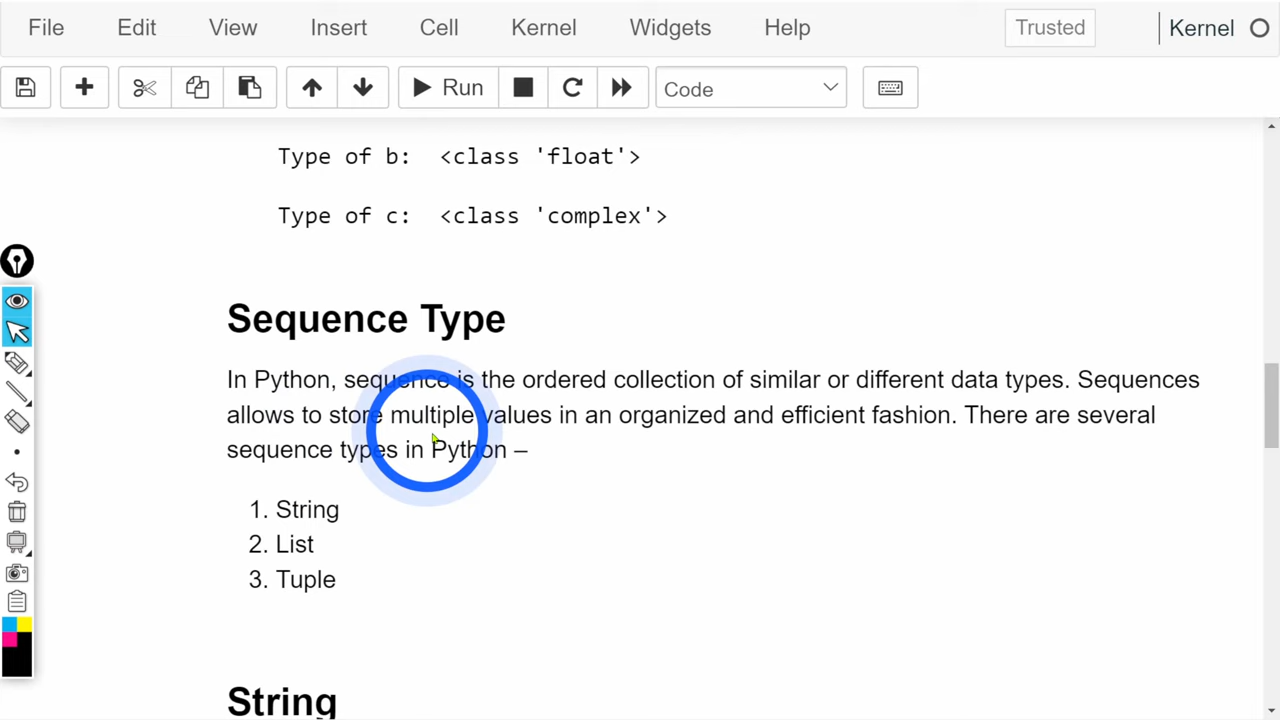 File Edit View Insert Cell Kernel Widgets Help Trusted Kernel
Run Code
Type of b: <class 'float'>
Type of c: <class 'complex'>
Sequence Type
In Python, sequence is the ordered collection of similar or different data types. Sequences
allows to store multiple values in an organized and efficient fashion. There are several
sequence types in Python –
1. String
2. List
3. Tuple
String